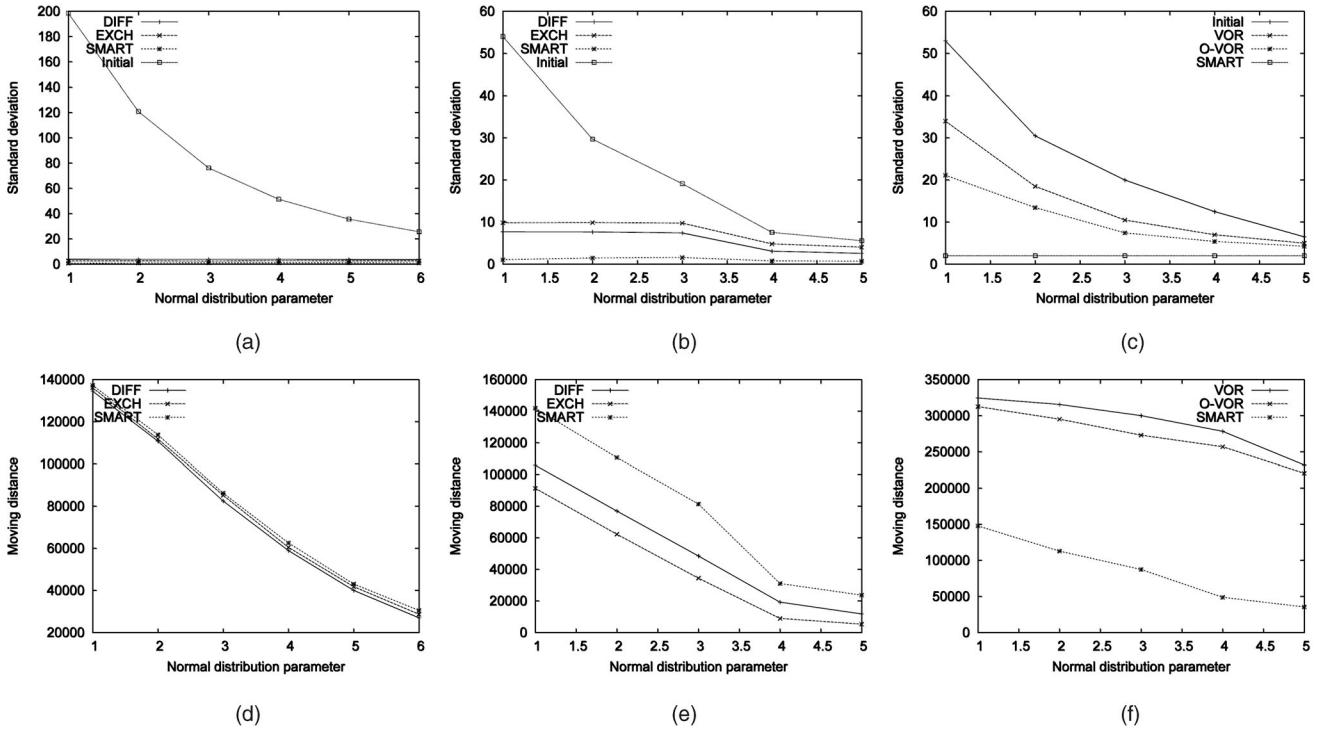 200
180
160
140
120
100
80
60
40
20
0
Standard deviation
DIFF
EXCH
SMART
Initial
1 2 3 4 5 6
Normal distribution parameter
(a)
60
50
40
30
20
10
0
Standard deviation
DIFF
EXCH
SMART
Initial
1 1.5 2 2.5 3 3.5 4 4.5 5
Normal distribution parameter
(b)
60
50
40
30
20
10
0
Standard deviation
Initial
VOR
O-VOR
SMART
1 1.5 2 2.5 3 3.5 4 4.5 5
Normal distribution parameter
(c)
140000
120000
100000
80000
60000
40000
20000
Moving distance
DIFF
EXCH
SMART
1 2 3 4 5 6
Normal distribution parameter
(d)
160000
140000
120000
100000
80000
60000
40000
20000
0
Moving distance
DIFF
EXCH
SMART
1 1.5 2 2.5 3 3.5 4 4.5 5
Normal distribution parameter
(e)
350000
300000
250000
200000
150000
100000
50000
0
Moving distance
VOR
O-VOR
SMART
1 1.5 2 2.5 3 3.5 4 4.5 5
Normal distribution parameter
(f)